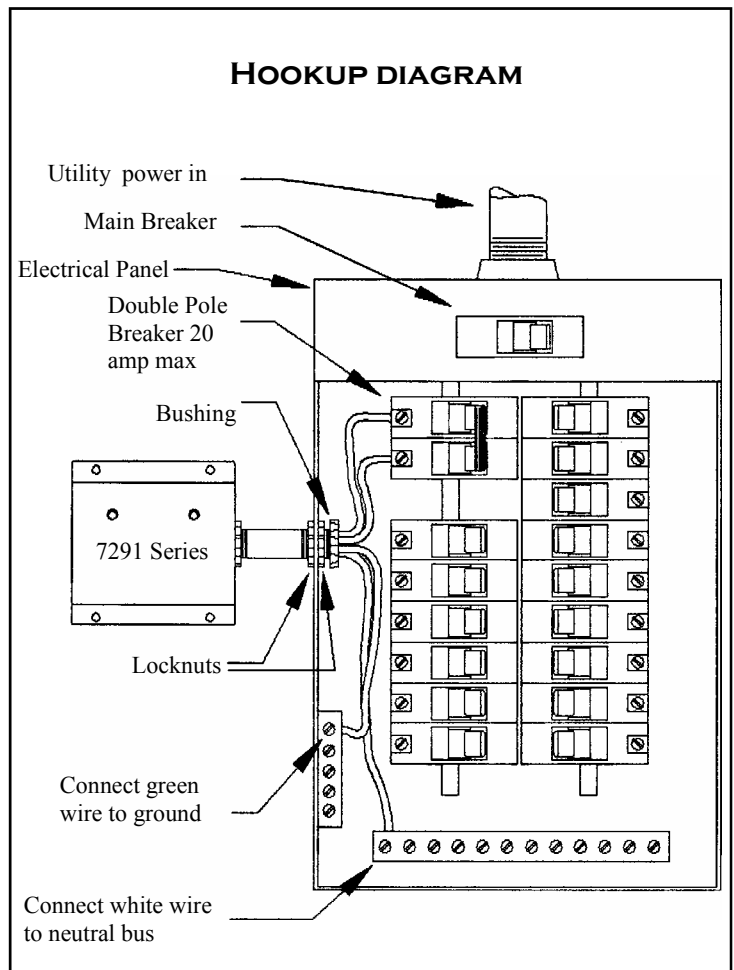 HOOKUP DIAGRAM
Utility power in
Main Breaker
Electrical Panel
Double Pole
Breaker 20
amp max
Bushing
7291 Series
Locknuts
Connect green
wire to ground
Connect white wire
to neutral bus